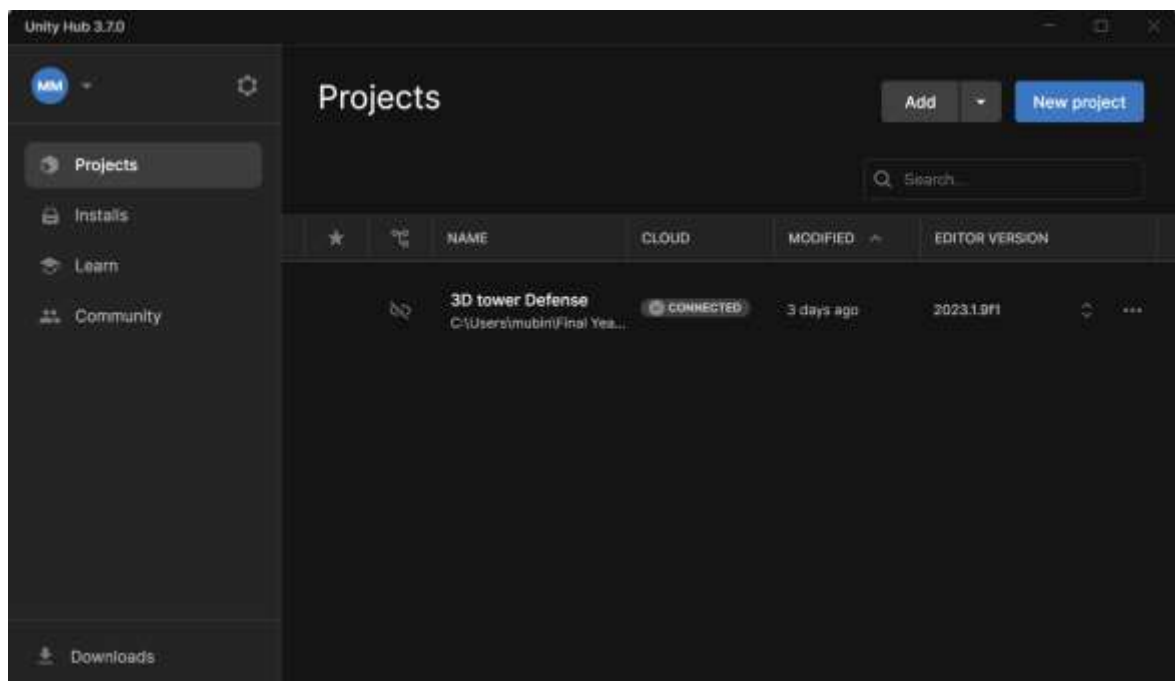 Unity Hub 3.7.0
MM
Projects
Installs
Learn
Community
Downloads
Projects
Add
New project
Search...
NAME CLOUD MODIFIED EDITOR VERSION
3D tower Defense CONNECTED 3 days ago 2023.1.9f1
C:\Users\mubin\Final Yea...